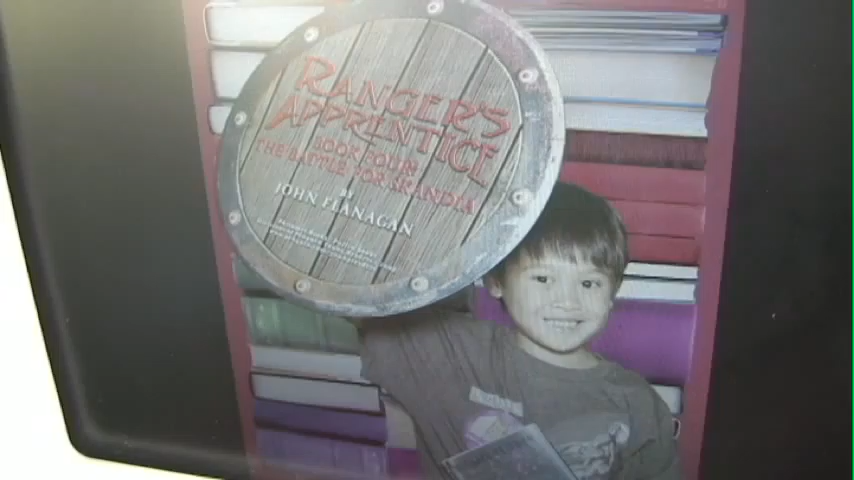 RANGER'S
APPRENTICE
BOOK FOUR
THE BATTLE FOR SKANDIA
BY
JOHN FLANAGAN